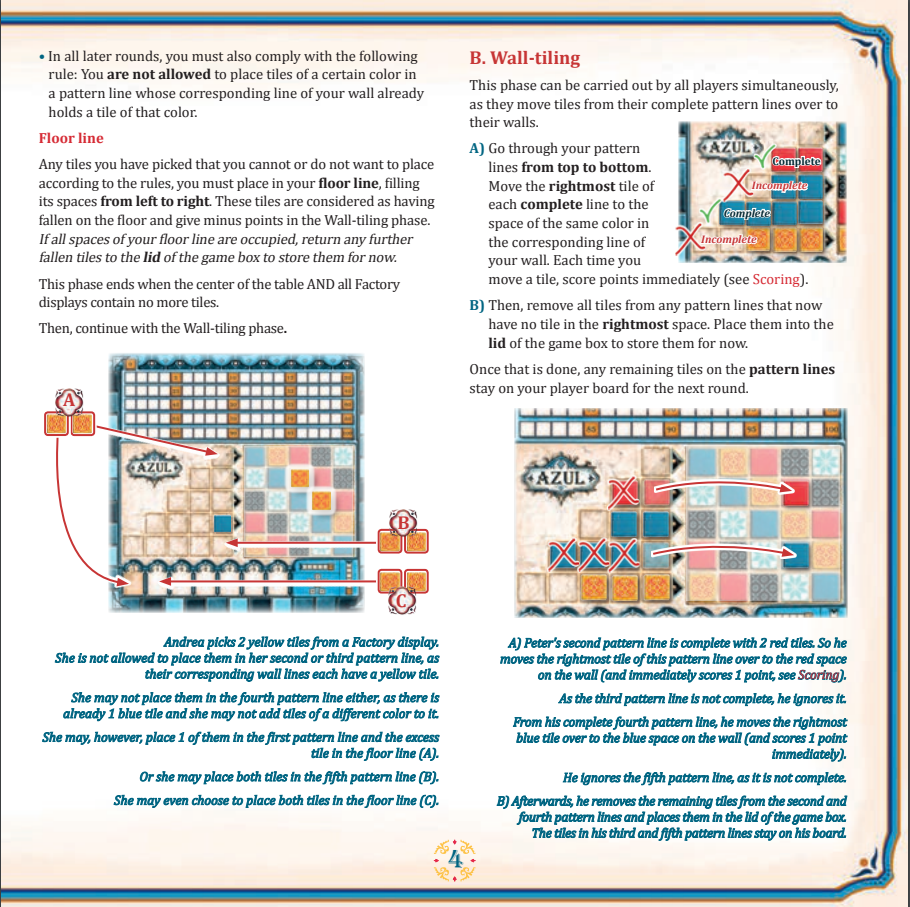 • In all later rounds, you must also comply with the following
rule: You are not allowed to place tiles of a certain color in
a pattern line whose corresponding line of your wall already
holds a tile of that color.
Floor line
Any tiles you have picked that you cannot or do not want to place
according to the rules, you must place in your floor line, filling
its spaces from left to right. These tiles are considered as having
fallen on the floor and give minus points in the Wall-tiling phase.
If all spaces of your floor line are occupied, return any further
fallen tiles to the lid of the game box to store them for now.
This phase ends when the center of the table AND all Factory
displays contain no more tiles.
Then, continue with the Wall-tiling phase.
A
AZUL
B
C
Andrea picks 2 yellow tiles from a Factory display.
She is not allowed to place them in her second or third pattern line, as
their corresponding wall lines each have a yellow tile.
She may not place them in the fourth pattern line either, as there is
already 1 blue tile and she may not add tiles of a different color to it.
She may, however, place 1 of them in the first pattern line and the excess
tile in the floor line (A).
Or she may place both tiles in the fifth pattern line (B).
She may even choose to place both tiles in the floor line (C).
B. Wall-tiling
This phase can be carried out by all players simultaneously,
as they move tiles from their complete pattern lines over to
their walls.
A) Go through your pattern
lines from top to bottom.
Move the rightmost tile of
each complete line to the
space of the same color in
the corresponding line of
your wall. Each time you
move a tile, score points immediately (see Scoring).
AZUL
Complete
Incomplete
Complete
Incomplete
B) Then, remove all tiles from any pattern lines that now
have no tile in the rightmost space. Place them into the
lid of the game box to store them for now.
Once that is done, any remaining tiles on the pattern lines
stay on your player board for the next round.
85 90 95 100
AZUL
A) Peter's second pattern line is complete with 2 red tiles. So he
moves the rightmost tile of this pattern line over to the red space
on the wall (and immediately scores 1 point, see Scoring).
As the third pattern line is not complete, he ignores it.
From his complete fourth pattern line, he moves the rightmost
blue tile over to the blue space on the wall (and scores 1 point
immediately).
He ignores the fifth pattern line, as it is not complete.
B) Afterwards, he removes the remaining tiles from the second and
fourth pattern lines and places them in the lid of the game box.
The tiles in his third and fifth pattern lines stay on his board.
4